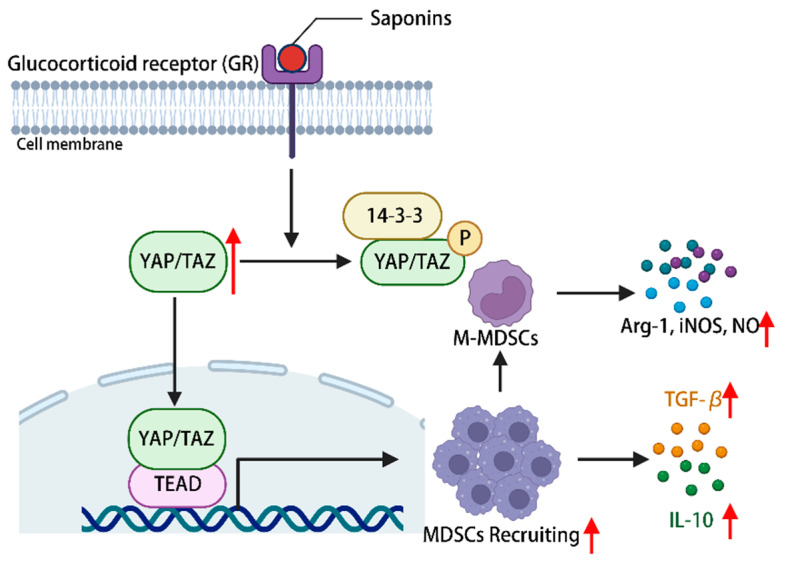 Saponins
Glucocorticoid receptor (GR)
Cell membrane
14-3-3
P
YAP/TAZ
YAP/TAZ
M-MDSCs
Arg-1, iNOS, NO
TGF-β
YAP/TAZ
TEAD
MDSCs Recruiting
IL-10